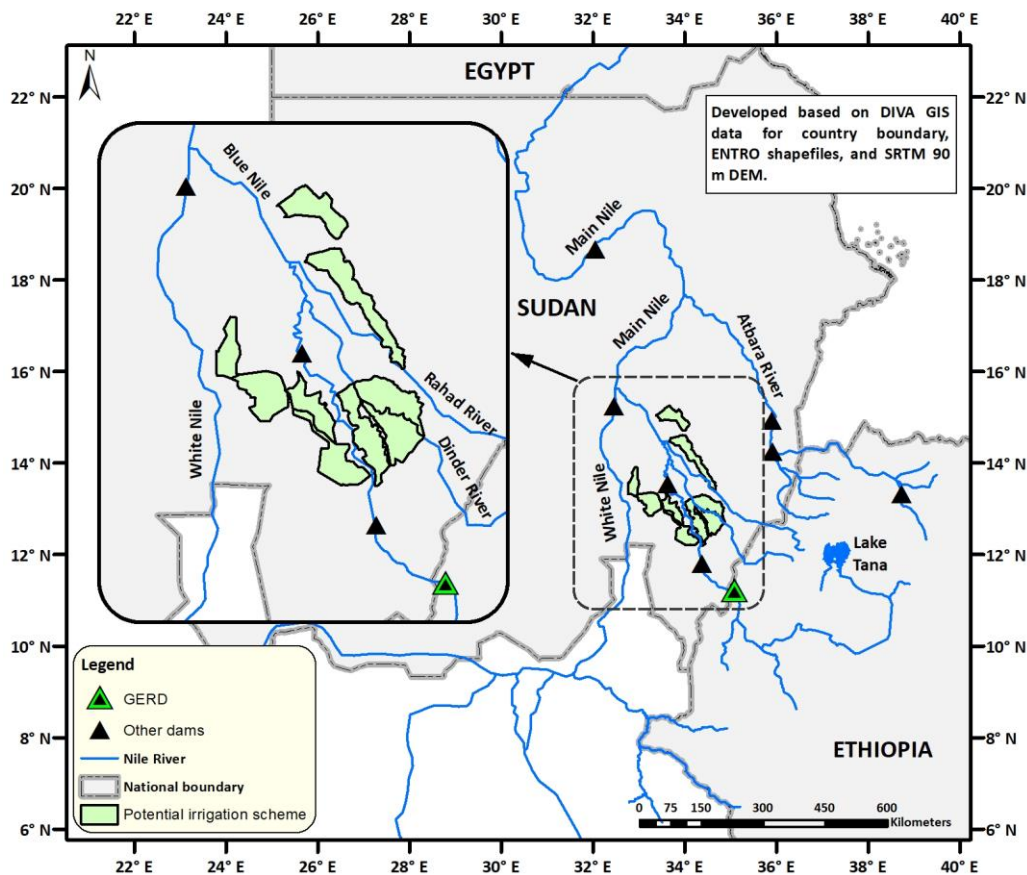 22° E 24° E 26° E 28° E 30° E 32° E 34° E 36° E 38° E 40° E
N
EGYPT
22° N
22° N
Developed based on DIVA GIS
data for country boundary,
ENTRO shapefiles, and SRTM 90
m DEM.
20° N
20° N
Blue Nile
Main Nile
18° N
18° N
SUDAN
Main Nile
Atbara River
16° N
16° N
Rahad River
White Nile
Dinder River
14° N
14° N
White Nile
12° N
12° N
Lake
Tana
10° N
10° N
Legend
GERD
Other dams
Nile River
National boundary
Potential irrigation scheme
8° N
8° N
ETHIOPIA
6° N
6° N
0 75 150 300 450 600
Kilometers
22° E 24° E 26° E 28° E 30° E 32° E 34° E 36° E 38° E 40° E